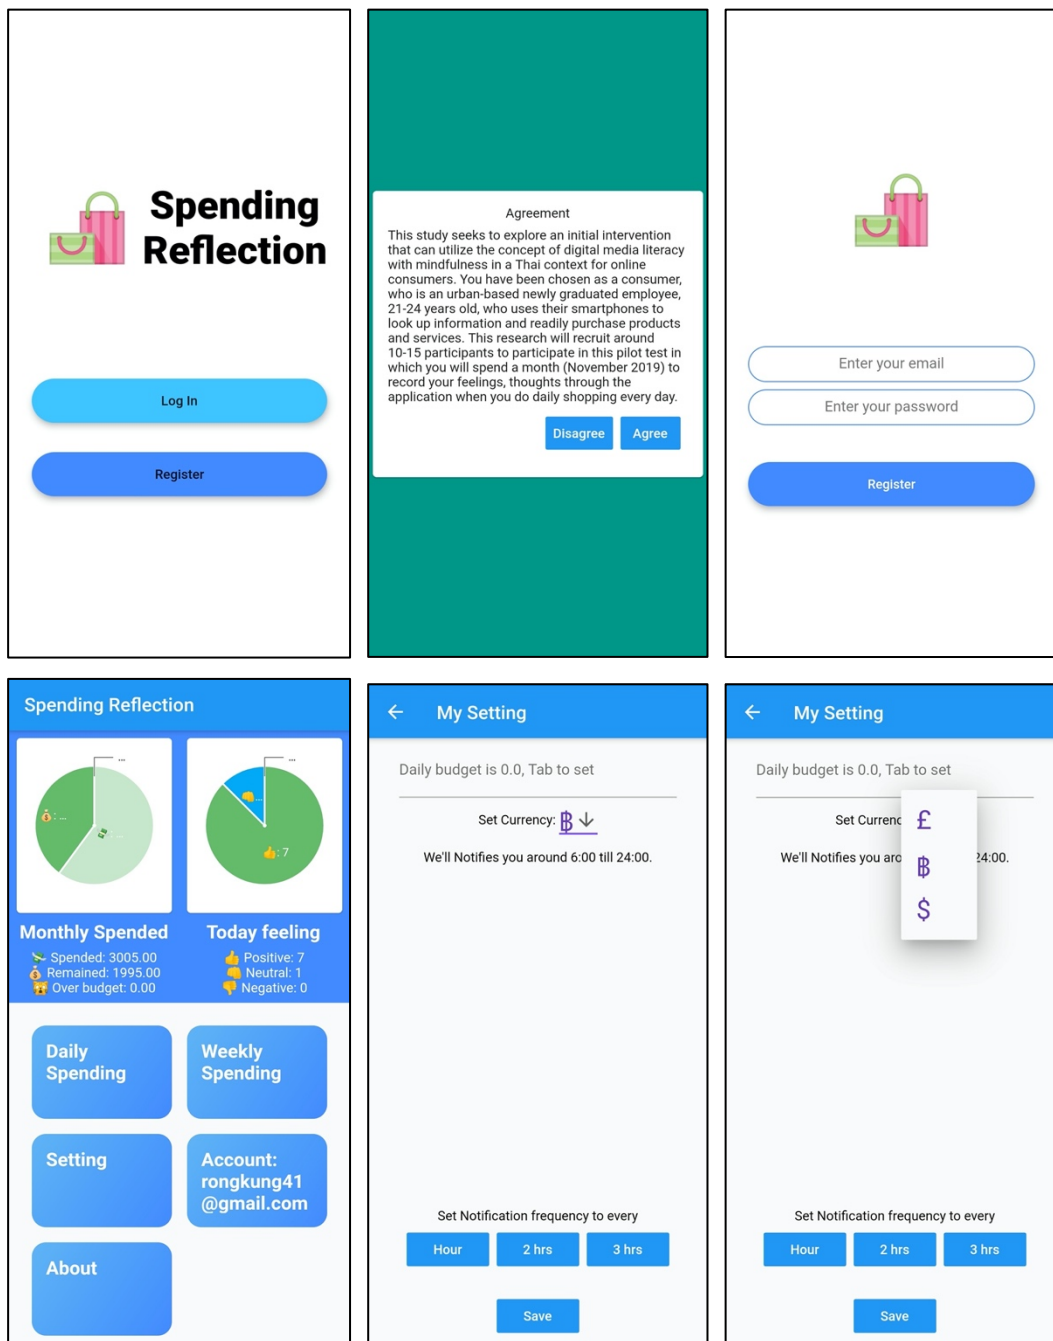 Spending
Reflection
Log In
Register
Agreement
This study seeks to explore an initial intervention
that can utilize the concept of digital media literacy
with mindfulness in a Thai context for online
consumers. You have been chosen as a consumer,
who is an urban-based newly graduated employee,
21-24 years old, who uses their smartphones to
look up information and readily purchase products
and services. This research will recruit around
10-15 participants to participate in this pilot test in
which you will spend a month (November 2019) to
record your feelings, thoughts through the
application when you do daily shopping every day.
Disagree Agree
Enter your email
Enter your password
Register
Spending Reflection
...
💰: ...
💸: ...
Monthly Spended
💸 Spended: 3005.00
💰 Remained: 1995.00
🙀 Over budget: 0.00
...
👊...
👍: 7
Today feeling
👍 Positive: 7
👊 Neutral: 1
👎 Negative: 0
Daily
Spending
Weekly
Spending
Setting
Account:
rongkung41
@gmail.com
About
← My Setting
Daily budget is 0.0, Tab to set
Set Currency: ฿ ↓
We'll Notifies you around 6:00 till 24:00.
Set Notification frequency to every
Hour 2 hrs 3 hrs
Save
← My Setting
Daily budget is 0.0, Tab to set
Set Currenc £
We'll Notifies you aro ฿ 24:00.
$
Set Notification frequency to every
Hour 2 hrs 3 hrs
Save